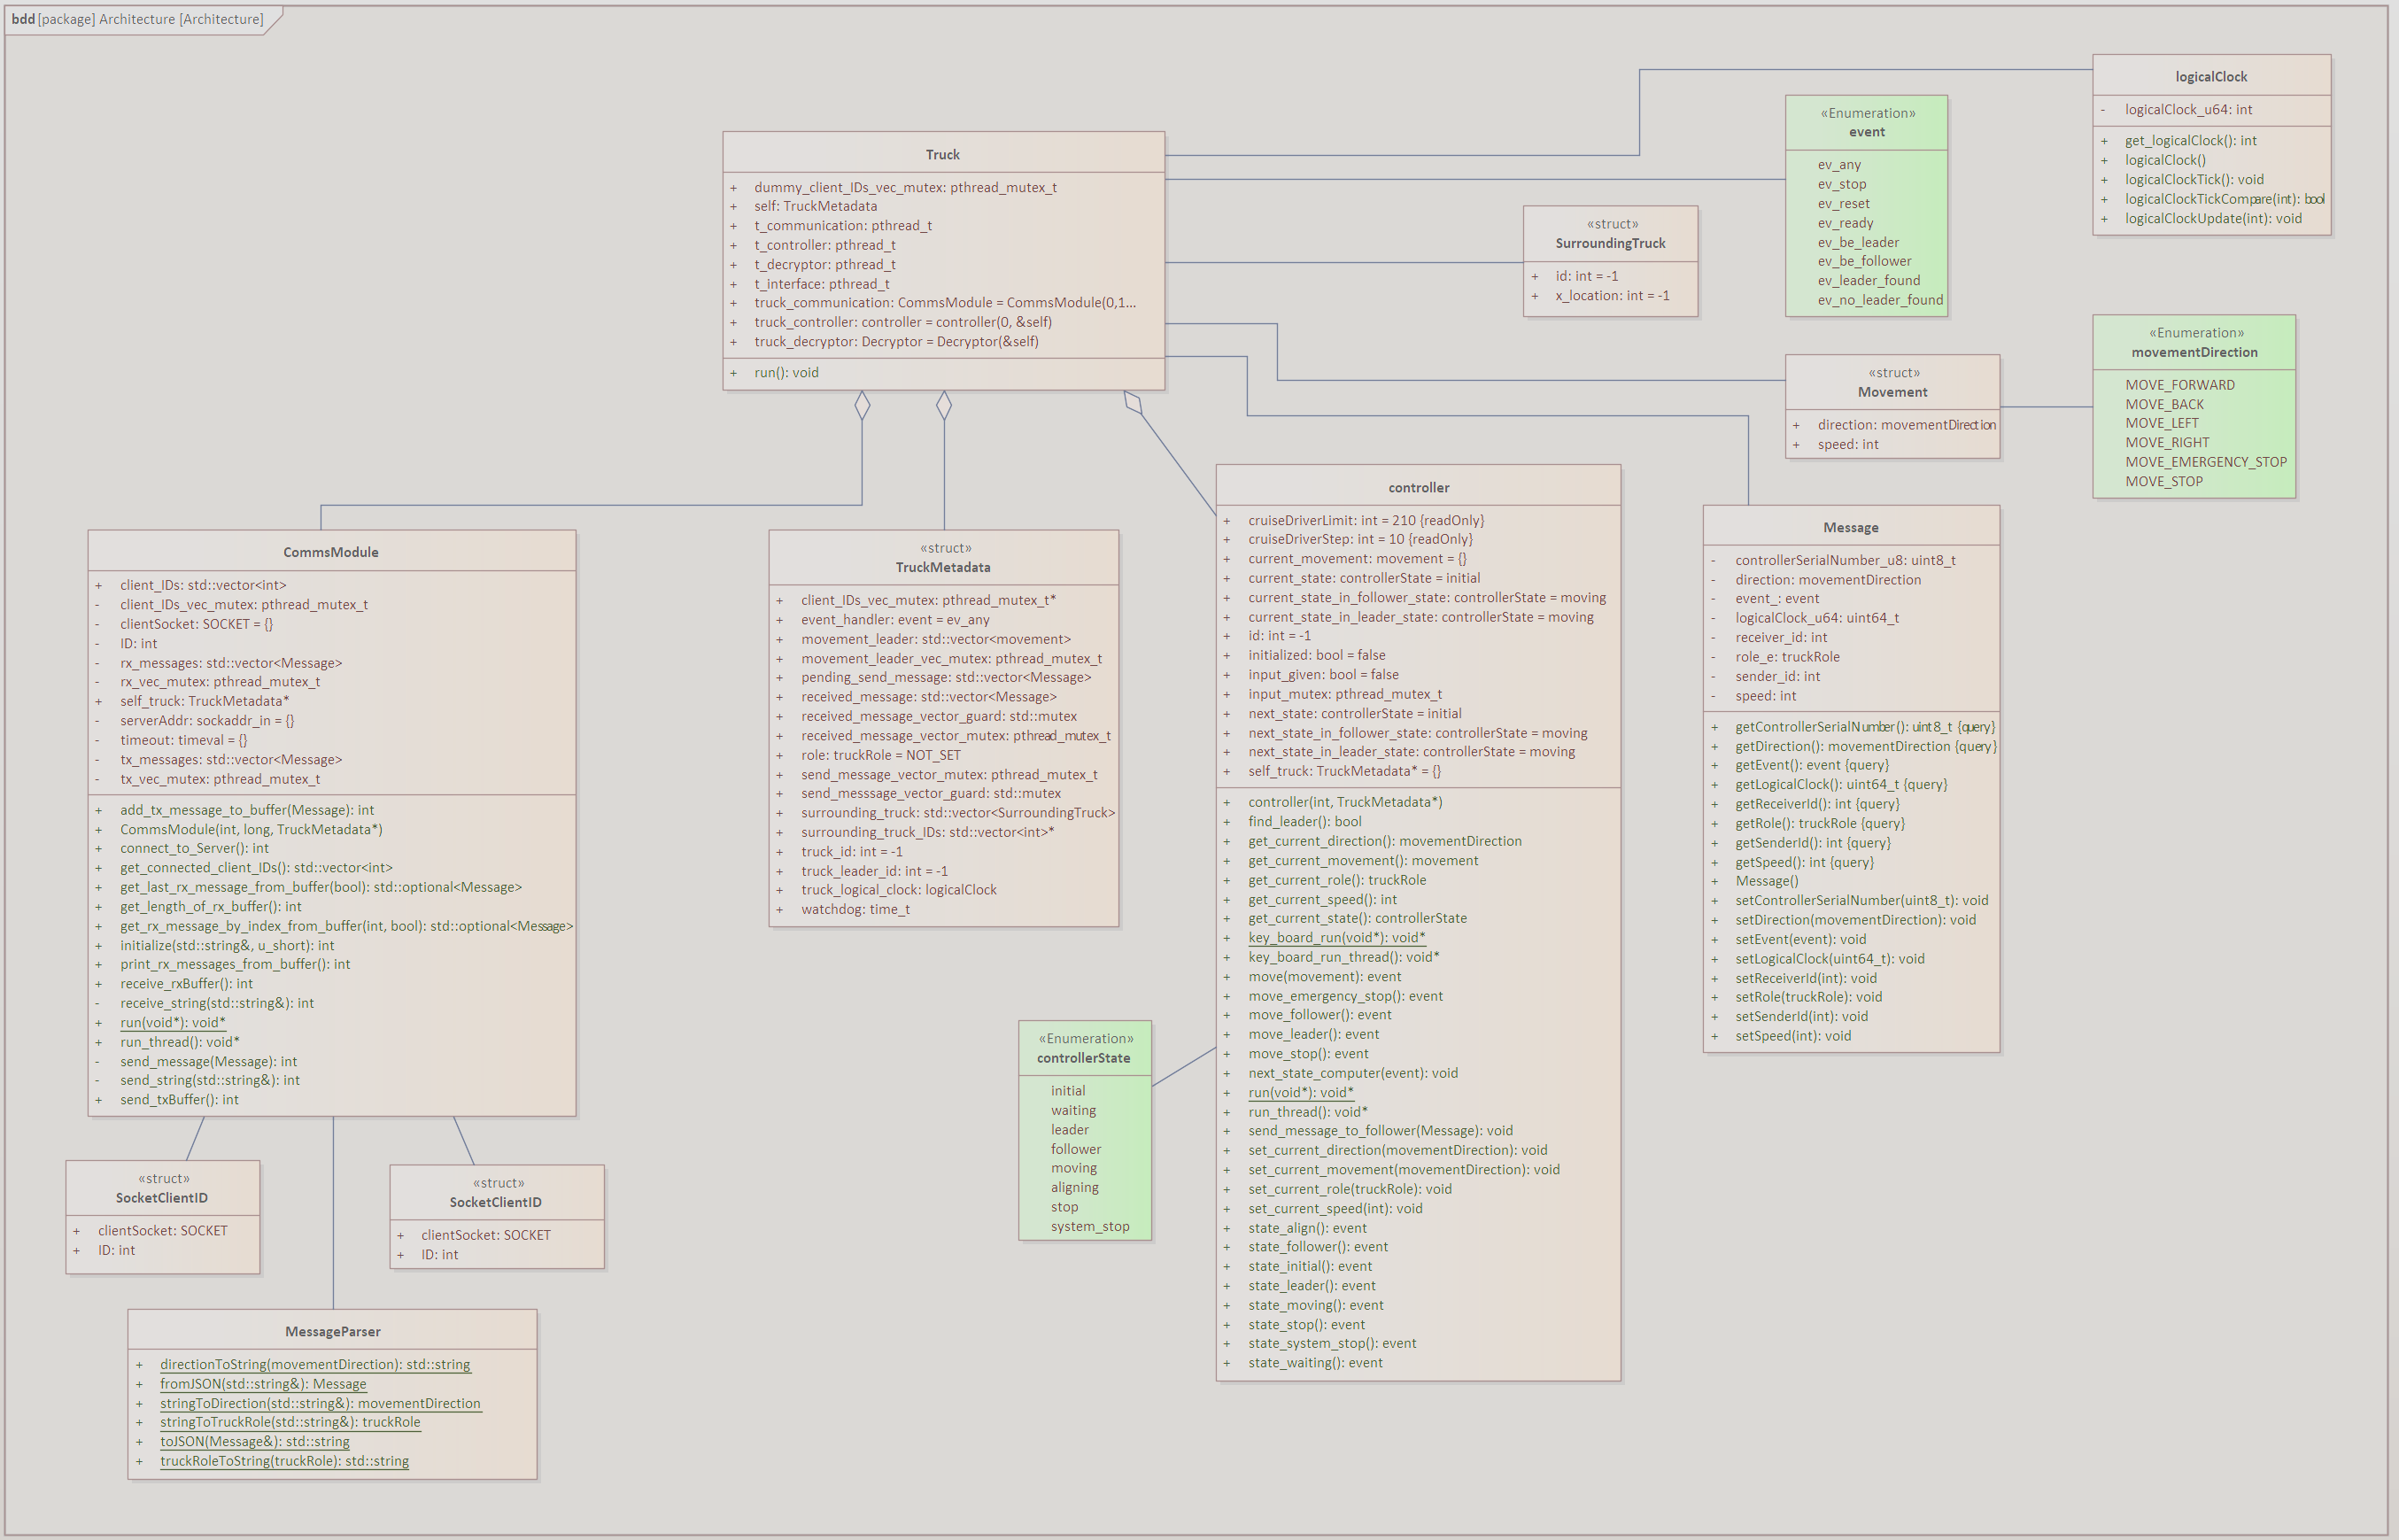 bdd [package] Architecture [Architecture]
Truck
+ dummy_client_IDs_vec_mutex: pthread_mutex_t
+ self: TruckMetadata
+ t_communication: pthread_t
+ t_controller: pthread_t
+ t_decryptor: pthread_t
+ t_interface: pthread_t
+ truck_communication: CommsModule = CommsModule(0,1...
+ truck_controller: controller = controller(0, &self)
+ truck_decryptor: Decryptor = Decryptor(&self)
+ run(): void
«Enumeration»
event
ev_any
ev_stop
ev_reset
ev_ready
ev_be_leader
ev_be_follower
ev_leader_found
ev_no_leader_found
logicalClock
- logicalClock_u64: int
+ get_logicalClock(): int
+ logicalClock()
+ logicalClockTick(): void
+ logicalClockTickCompare(int): bool
+ logicalClockUpdate(int): void
«struct»
SurroundingTruck
+ id: int = -1
+ x_location: int = -1
«struct»
Movement
+ direction: movementDirection
+ speed: int
«Enumeration»
movementDirection
MOVE_FORWARD
MOVE_BACK
MOVE_LEFT
MOVE_RIGHT
MOVE_EMERGENCY_STOP
MOVE_STOP
CommsModule
+ client_IDs: std::vector<int>
- client_IDs_vec_mutex: pthread_mutex_t
- clientSocket: SOCKET = {}
- ID: int
- rx_messages: std::vector<Message>
- rx_vec_mutex: pthread_mutex_t
+ self_truck: TruckMetadata*
- serverAddr: sockaddr_in = {}
- timeout: timeval = {}
- tx_messages: std::vector<Message>
- tx_vec_mutex: pthread_mutex_t
+ add_tx_message_to_buffer(Message): int
+ CommsModule(int, long, TruckMetadata*)
+ connect_to_Server(): int
+ get_connected_client_IDs(): std::vector<int>
+ get_last_rx_message_from_buffer(bool): std::optional<Message>
+ get_length_of_rx_buffer(): int
+ get_rx_message_by_index_from_buffer(int, bool): std::optional<Message>
+ initialize(std::string&, u_short): int
+ print_rx_messages_from_buffer(): int
+ receive_rxBuffer(): int
- receive_string(std::string&): int
+ run(void*): void*
+ run_thread(): void*
- send_message(Message): int
- send_string(std::string&): int
+ send_txBuffer(): int
«struct»
TruckMetadata
+ client_IDs_vec_mutex: pthread_mutex_t*
+ event_handler: event = ev_any
+ movement_leader: std::vector<movement>
+ movement_leader_vec_mutex: pthread_mutex_t
+ pending_send_message: std::vector<Message>
+ received_message: std::vector<Message>
+ received_message_vector_guard: std::mutex
+ received_message_vector_mutex: pthread_mutex_t
+ role: truckRole = NOT_SET
+ send_message_vector_mutex: pthread_mutex_t
+ send_messsage_vector_guard: std::mutex
+ surrounding_truck: std::vector<SurroundingTruck>
+ surrounding_truck_IDs: std::vector<int>*
+ truck_id: int = -1
+ truck_leader_id: int = -1
+ truck_logical_clock: logicalClock
+ watchdog: time_t
controller
+ cruiseDriverLimit: int = 210 {readOnly}
+ cruiseDriverStep: int = 10 {readOnly}
+ current_movement: movement = {}
+ current_state: controllerState = initial
+ current_state_in_follower_state: controllerState = moving
+ current_state_in_leader_state: controllerState = moving
+ id: int = -1
+ initialized: bool = false
+ input_given: bool = false
+ input_mutex: pthread_mutex_t
+ next_state: controllerState = initial
+ next_state_in_follower_state: controllerState = moving
+ next_state_in_leader_state: controllerState = moving
+ self_truck: TruckMetadata* = {}
+ controller(int, TruckMetadata*)
+ find_leader(): bool
+ get_current_direction(): movementDirection
+ get_current_movement(): movement
+ get_current_role(): truckRole
+ get_current_speed(): int
+ get_current_state(): controllerState
+ key_board_run(void*): void*
+ key_board_run_thread(): void*
+ move(movement): event
+ move_emergency_stop(): event
+ move_follower(): event
+ move_leader(): event
+ move_stop(): event
+ next_state_computer(event): void
+ run(void*): void*
+ run_thread(): void*
+ send_message_to_follower(Message): void
+ set_current_direction(movementDirection): void
+ set_current_movement(movementDirection): void
+ set_current_role(truckRole): void
+ set_current_speed(int): void
+ state_align(): event
+ state_follower(): event
+ state_initial(): event
+ state_leader(): event
+ state_moving(): event
+ state_stop(): event
+ state_system_stop(): event
+ state_waiting(): event
Message
- controllerSerialNumber_u8: uint8_t
- direction: movementDirection
- event_: event
- logicalClock_u64: uint64_t
- receiver_id: int
- role_e: truckRole
- sender_id: int
- speed: int
+ getControllerSerialNumber(): uint8_t {query}
+ getDirection(): movementDirection {query}
+ getEvent(): event {query}
+ getLogicalClock(): uint64_t {query}
+ getReceiverId(): int {query}
+ getRole(): truckRole {query}
+ getSenderId(): int {query}
+ getSpeed(): int {query}
+ Message()
+ setControllerSerialNumber(uint8_t): void
+ setDirection(movementDirection): void
+ setEvent(event): void
+ setLogicalClock(uint64_t): void
+ setReceiverId(int): void
+ setRole(truckRole): void
+ setSenderId(int): void
+ setSpeed(int): void
«Enumeration»
controllerState
initial
waiting
leader
follower
moving
aligning
stop
system_stop
«struct»
SocketClientID
+ clientSocket: SOCKET
+ ID: int
«struct»
SocketClientID
+ clientSocket: SOCKET
+ ID: int
MessageParser
+ directionToString(movementDirection): std::string
+ fromJSON(std::string&): Message
+ stringToDirection(std::string&): movementDirection
+ stringToTruckRole(std::string&): truckRole
+ toJSON(Message&): std::string
+ truckRoleToString(truckRole): std::string